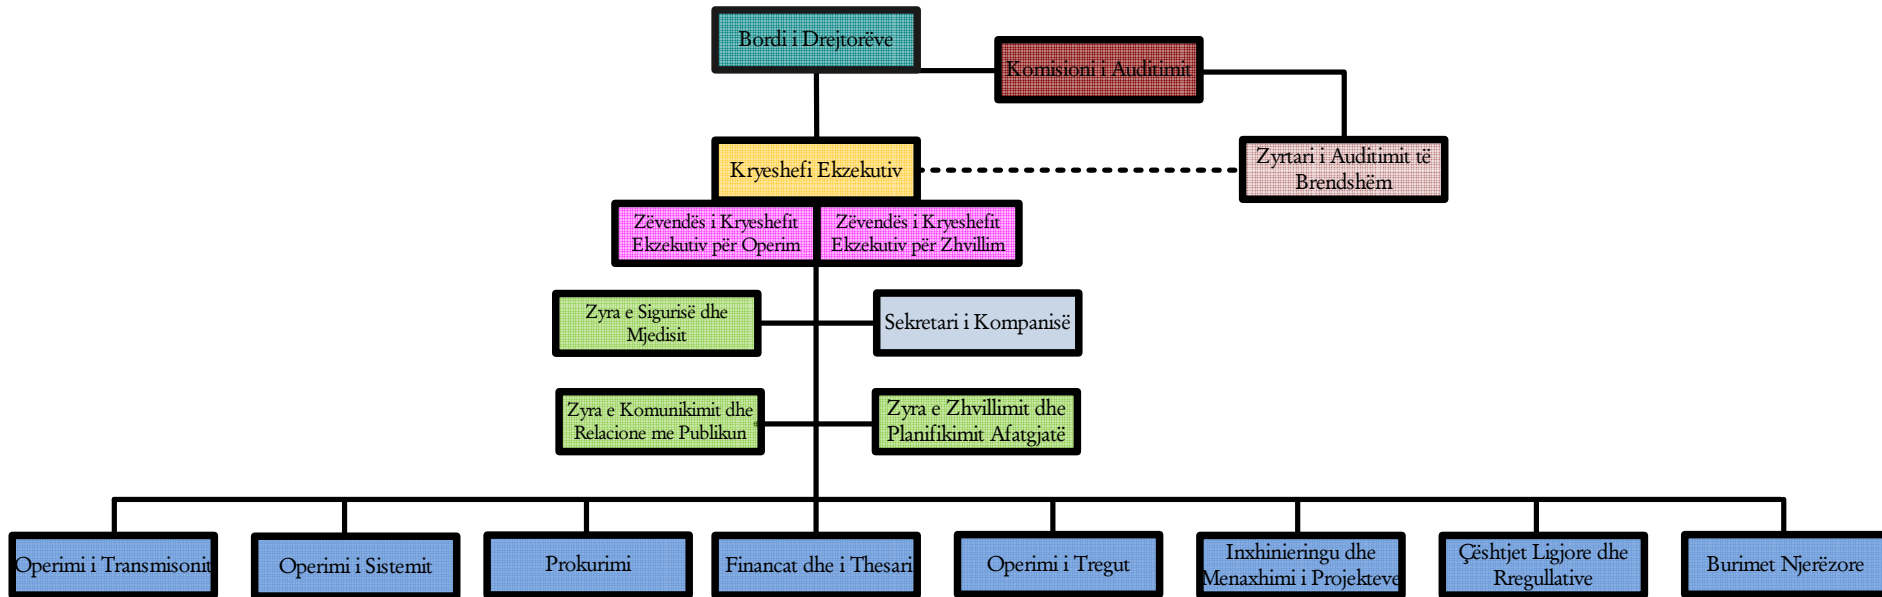 Bordi i Drejtorëve
Komisioni i Auditimit
Kryeshefi Ekzekutiv
Zyrtari i Auditimit të
Brendshëm
Zëvendës i Kryeshefit
Ekzekutiv për Operim
Zëvendës i Kryeshefit
Ekzekutiv për Zhvillim
Zyra e Sigurisë dhe
Mjedisit
Sekretari i Kompanisë
Zyra e Komunikimit dhe
Relacione me Publikun
Zyra e Zhvillimit dhe
Planifikimit Afatgjatë
Operimi i Transmisonit
Operimi i Sistemit
Prokurimi
Financat dhe i Thesari
Operimi i Tregut
Inxhinieringu dhe
Menaxhimi i Projekteve
Çështjet Ligjore dhe
Rregullative
Burimet Njerëzore